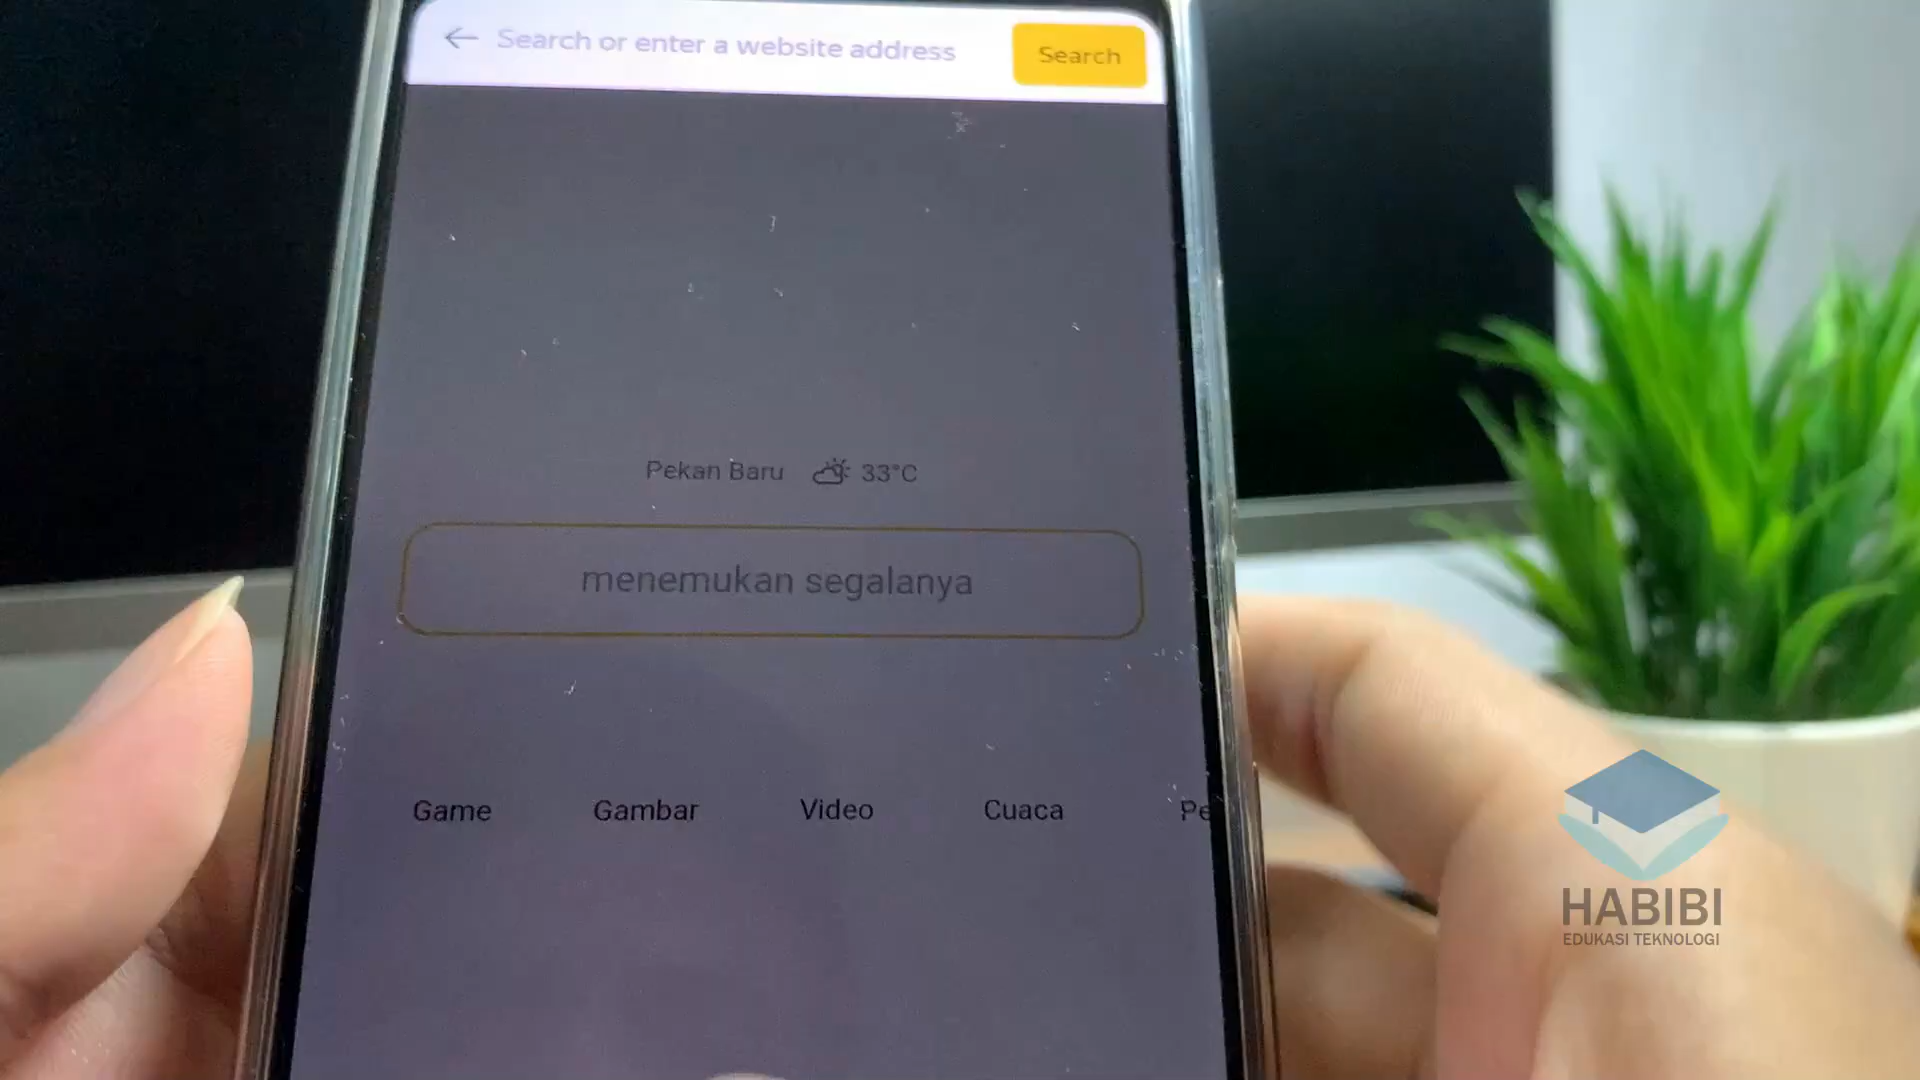 Search or enter a website address
Search
Pekan Baru 33°C
menemukan segalanya
Game Gambar Video Cuaca Pe
HABIBI
EDUKASI TEKNOLOGI